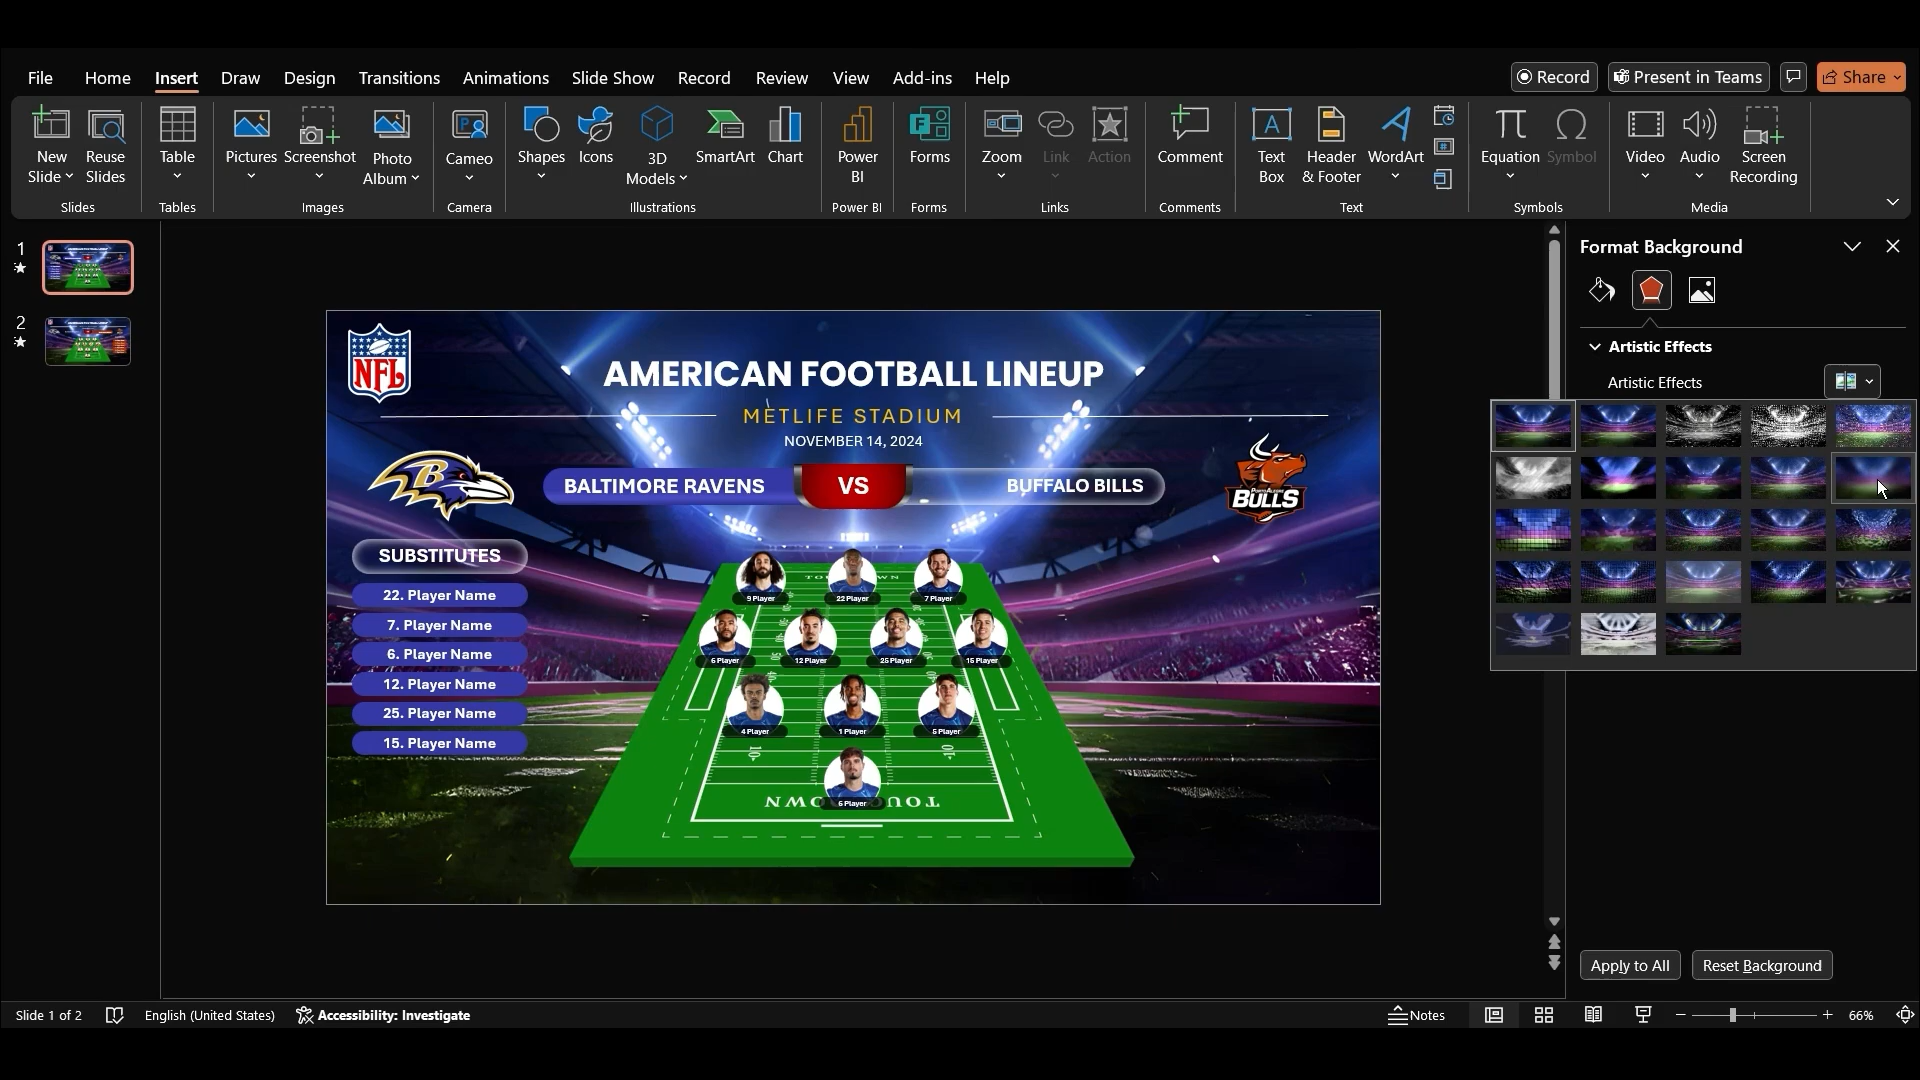 File Home Insert Draw Design Transitions Animations Slide Show Record Review View Add-ins Help Record Present in Teams Share
New Slide
Reuse Slides
Table
Pictures
Screenshot
Photo Album
Cameo
Shapes
Icons
3D Models
SmartArt
Chart
Power BI
Forms
Zoom
Link
Action
Comment
Text Box
Header & Footer
WordArt
Equation
Symbol
Video
Audio
Screen Recording
Slides Tables Images Camera Illustrations Power BI Forms Links Comments Text Symbols Media
1
2
NFL
AMERICAN FOOTBALL LINEUP
METLIFE STADIUM
NOVEMBER 14, 2024
B
BALTIMORE RAVENS VS BUFFALO BILLS
BULLS
SUBSTITUTES
22. Player Name
7. Player Name
6. Player Name
12. Player Name
25. Player Name
15. Player Name
9 Player 22 Player 7 Player
6 Player 12 Player 25 Player 15 Player
4 Player 1 Player 5 Player
6 Player
Format Background
Artistic Effects
Artistic Effects
Apply to All Reset Background
Slide 1 of 2 English (United States) Accessibility: Investigate Notes 66%